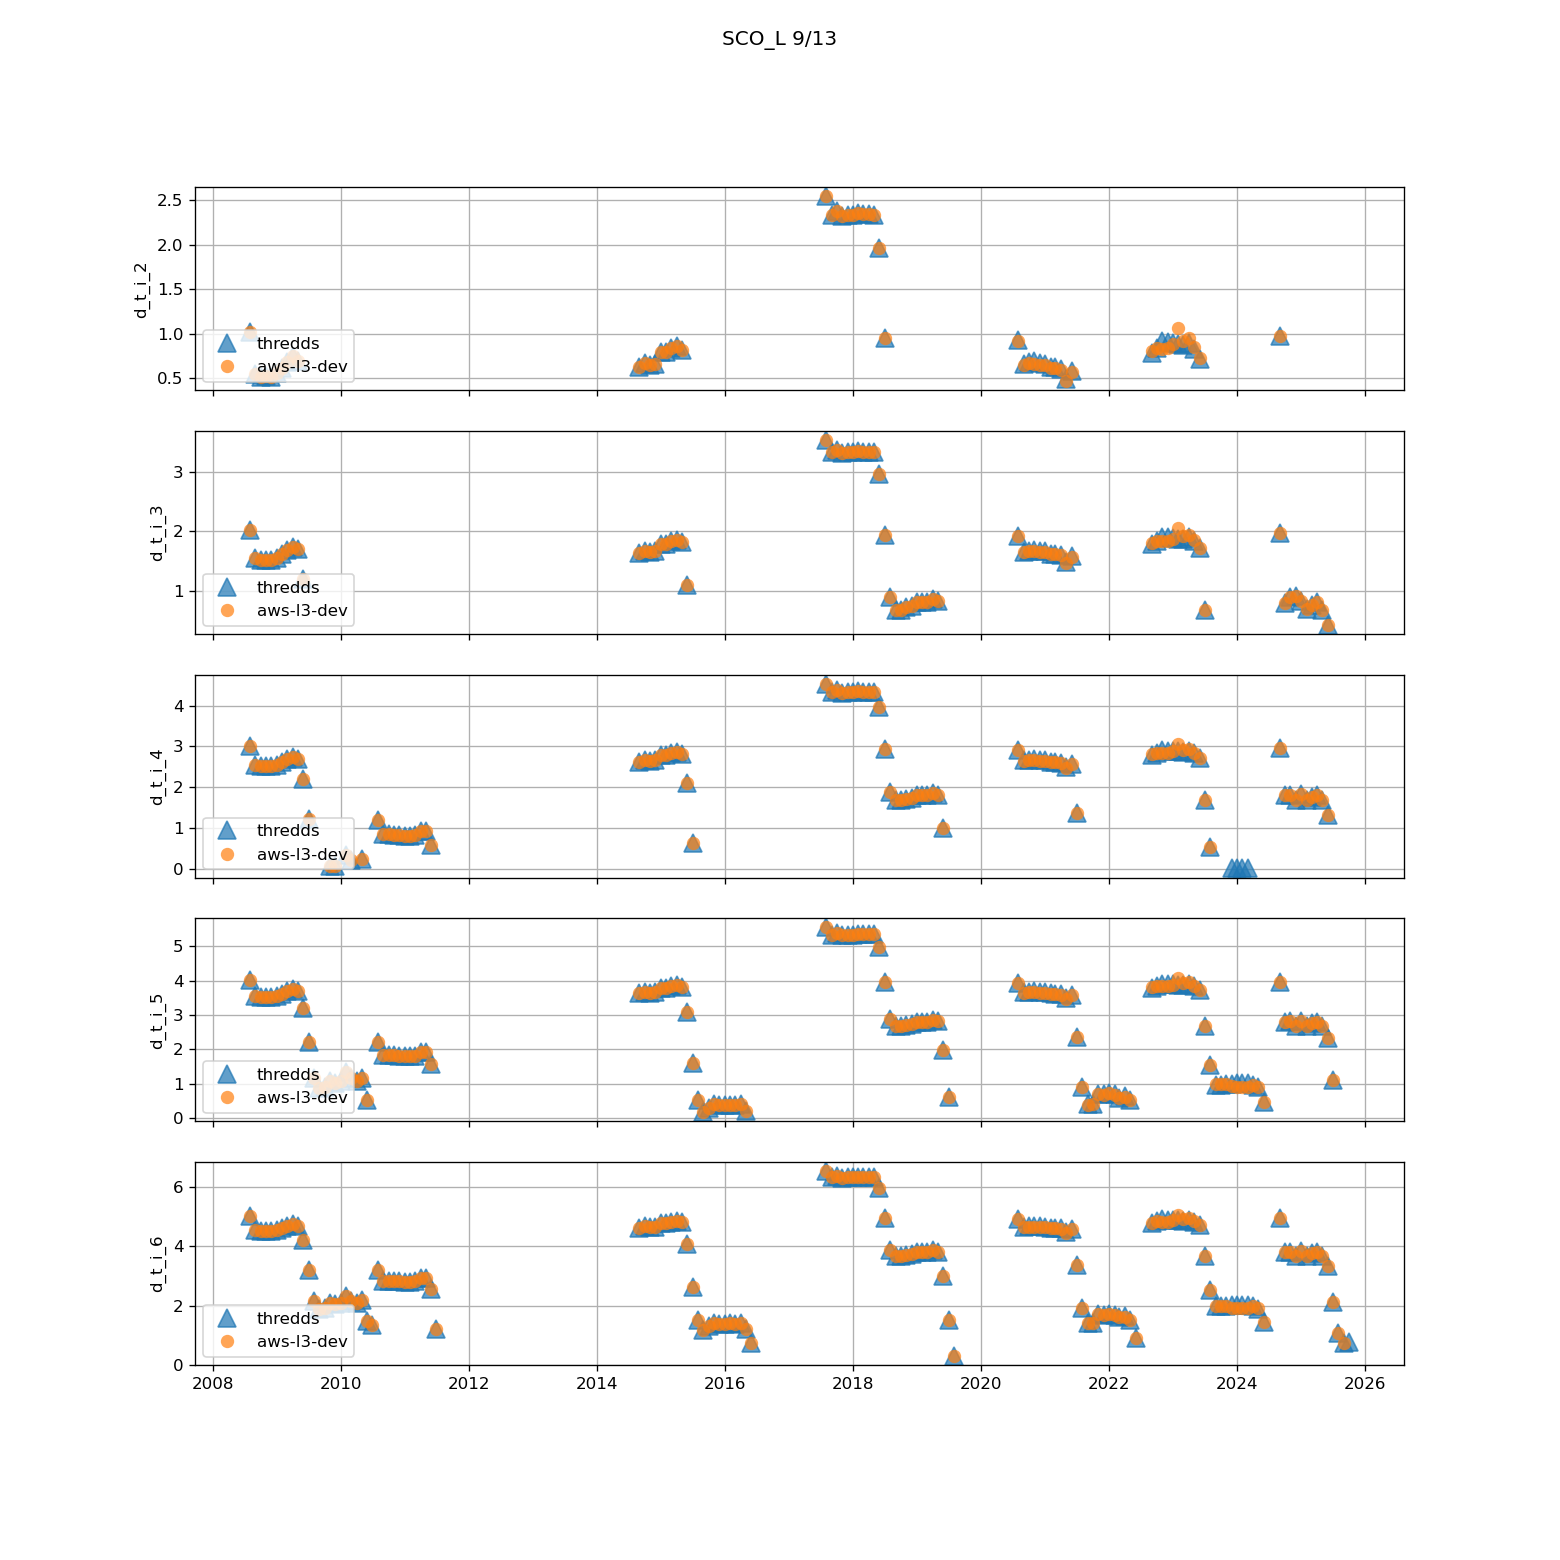 SCO_L 9/13
d_t_i_2
2.5
2.0
1.5
1.0
0.5
thredds
aws-l3-dev
d_t_i_3
3
2
1
thredds
aws-l3-dev
d_t_i_4
4
3
2
1
0
thredds
aws-l3-dev
d_t_i_5
5
4
3
2
1
0
thredds
aws-l3-dev
d_t_i_6
6
4
2
0
thredds
aws-l3-dev
2008 2010 2012 2014 2016 2018 2020 2022 2024 2026